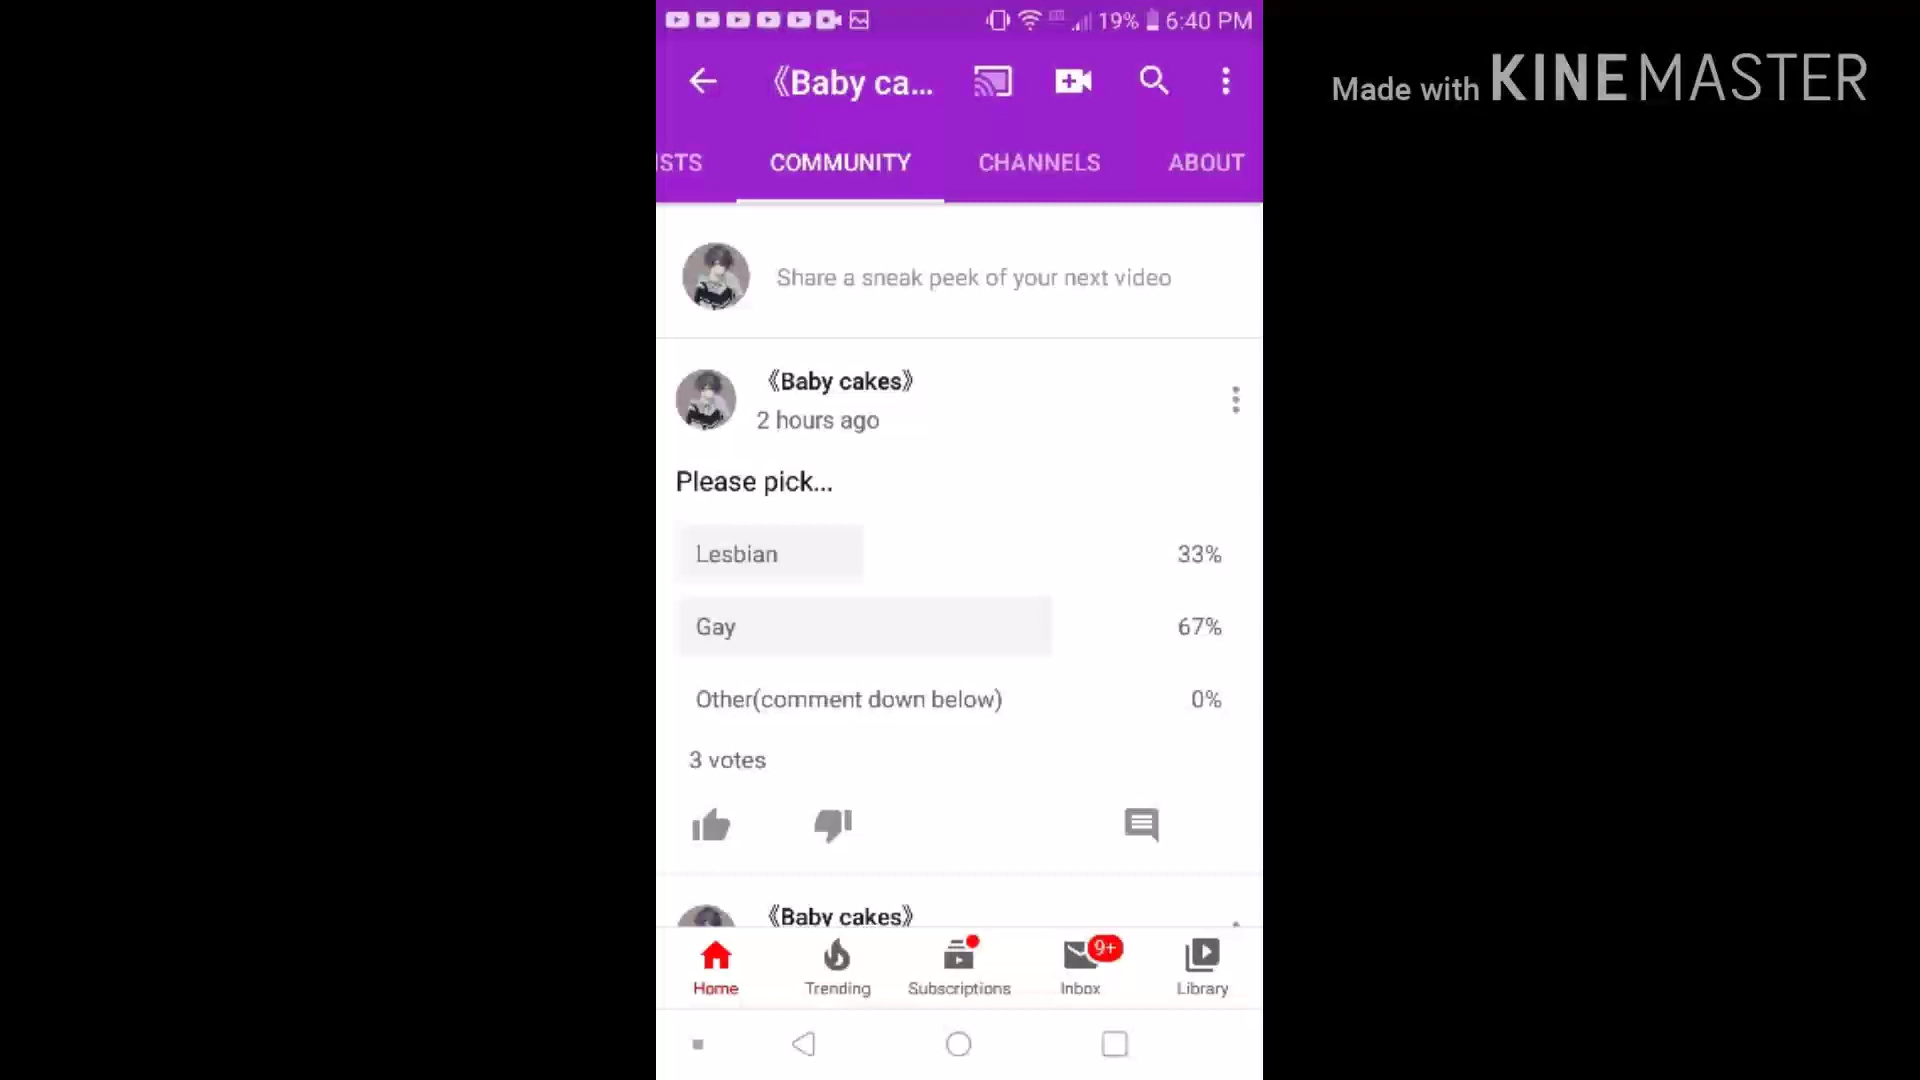 19% 6:40 PM
《Baby ca...
Made with KINEMASTER
ISTS COMMUNITY CHANNELS ABOUT
Share a sneak peek of your next video
《Baby cakes》
2 hours ago
Please pick...
Lesbian 33%
Gay 67%
Other(comment down below) 0%
3 votes
《Baby cakes》
9+
Home Trending Subscriptions Inbox Library